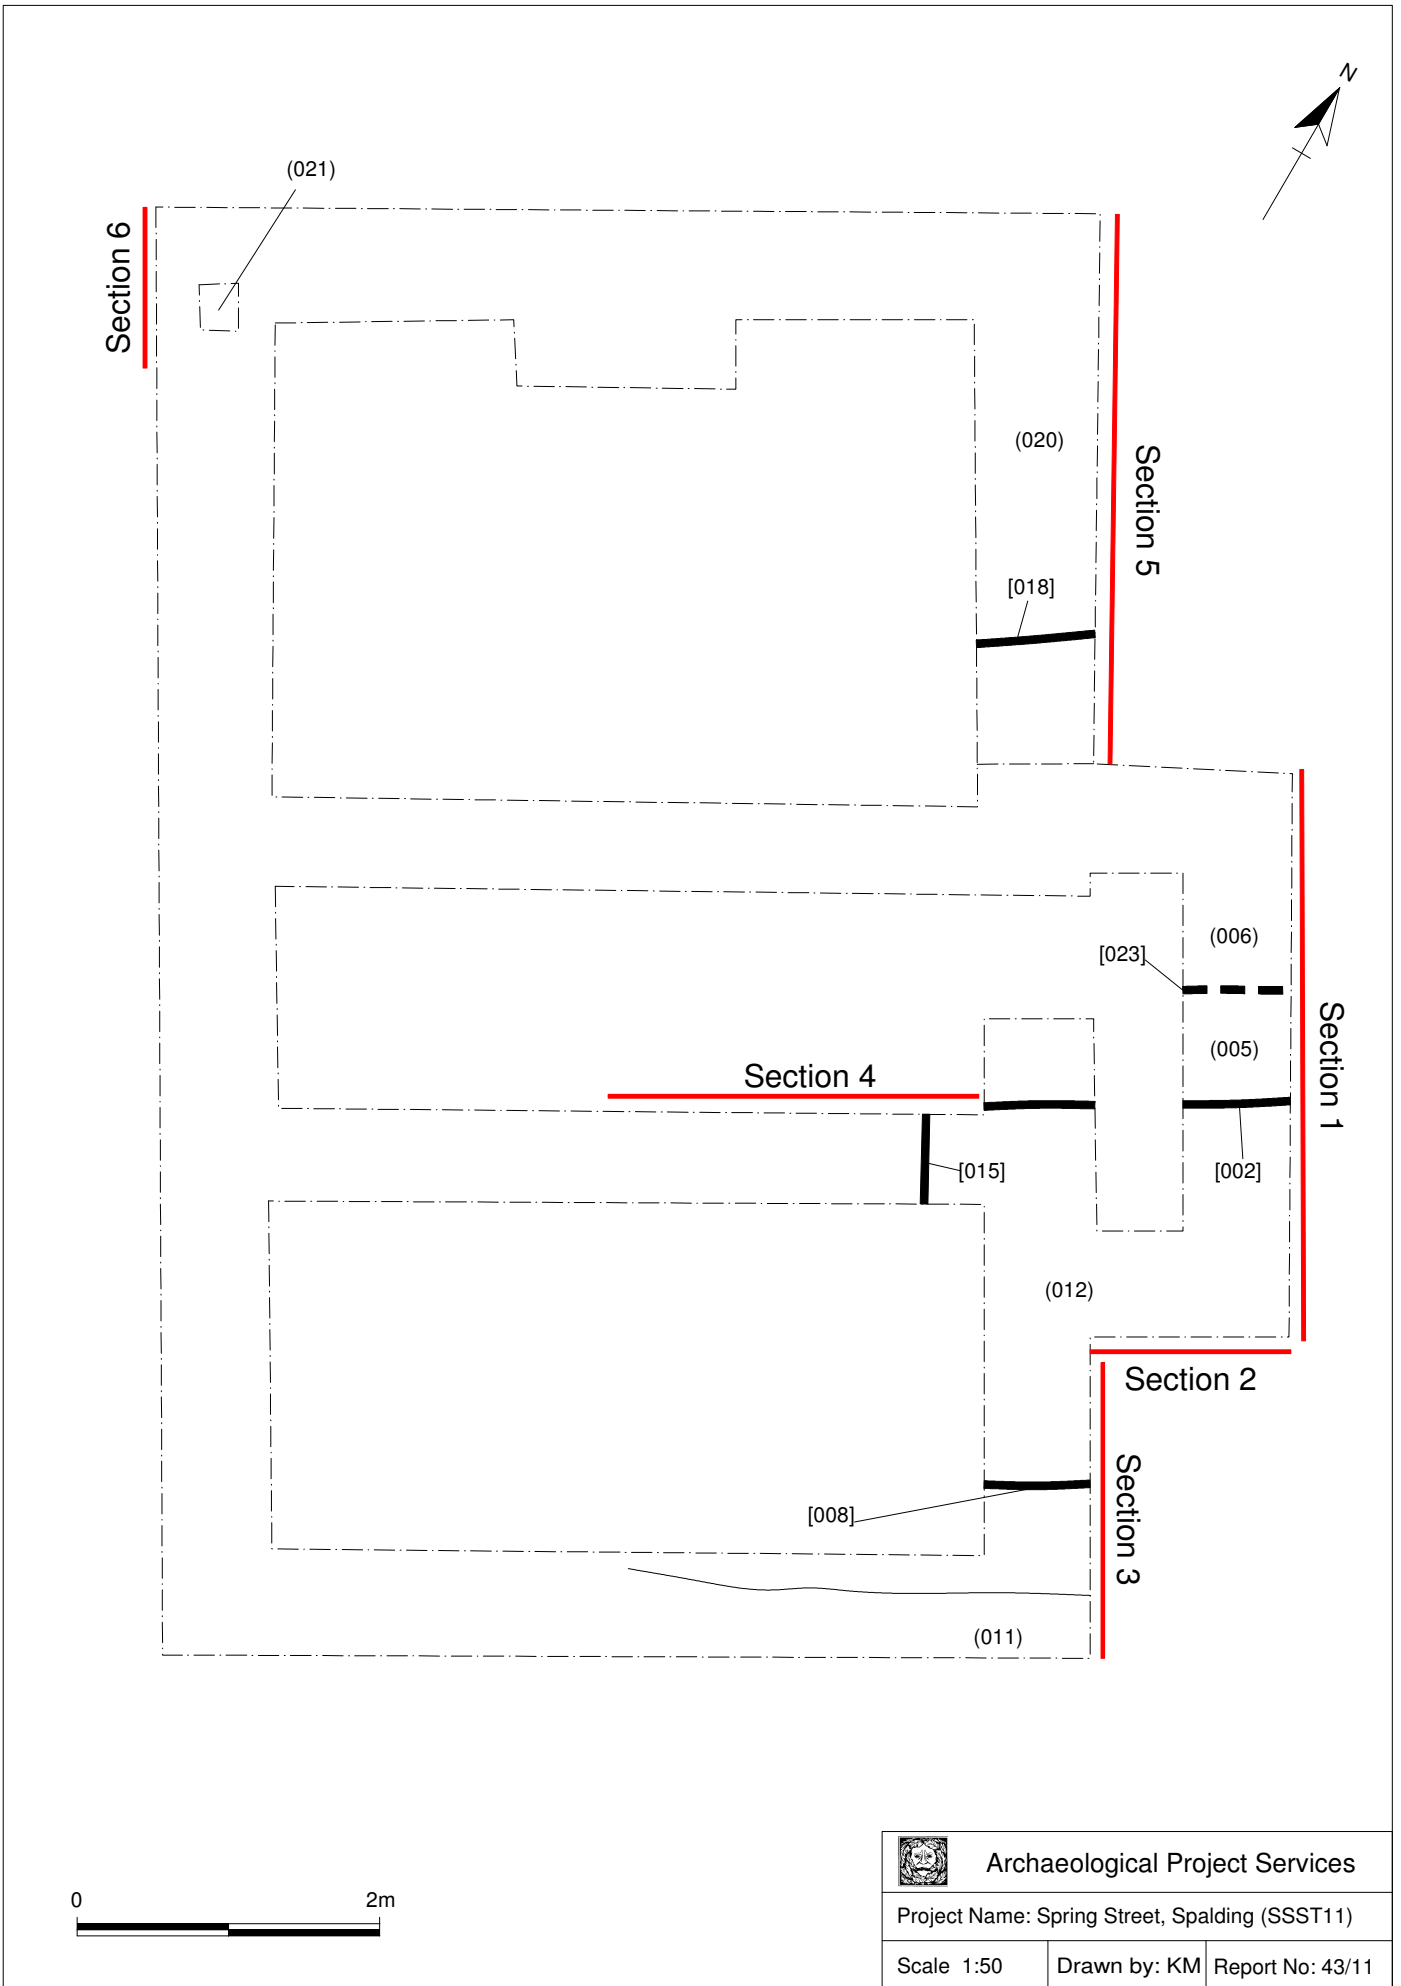 N
(021)
Section 6
(020)
Section 5
[018]
(006)
[023]
Section 1
(005)
Section 4
[015]
[002]
(012)
Section 2
Section 3
[008]
(011)
0 2m
Archaeological Project Services
Project Name: Spring Street, Spalding (SSST11)
Scale 1:50 Drawn by: KM Report No: 43/11